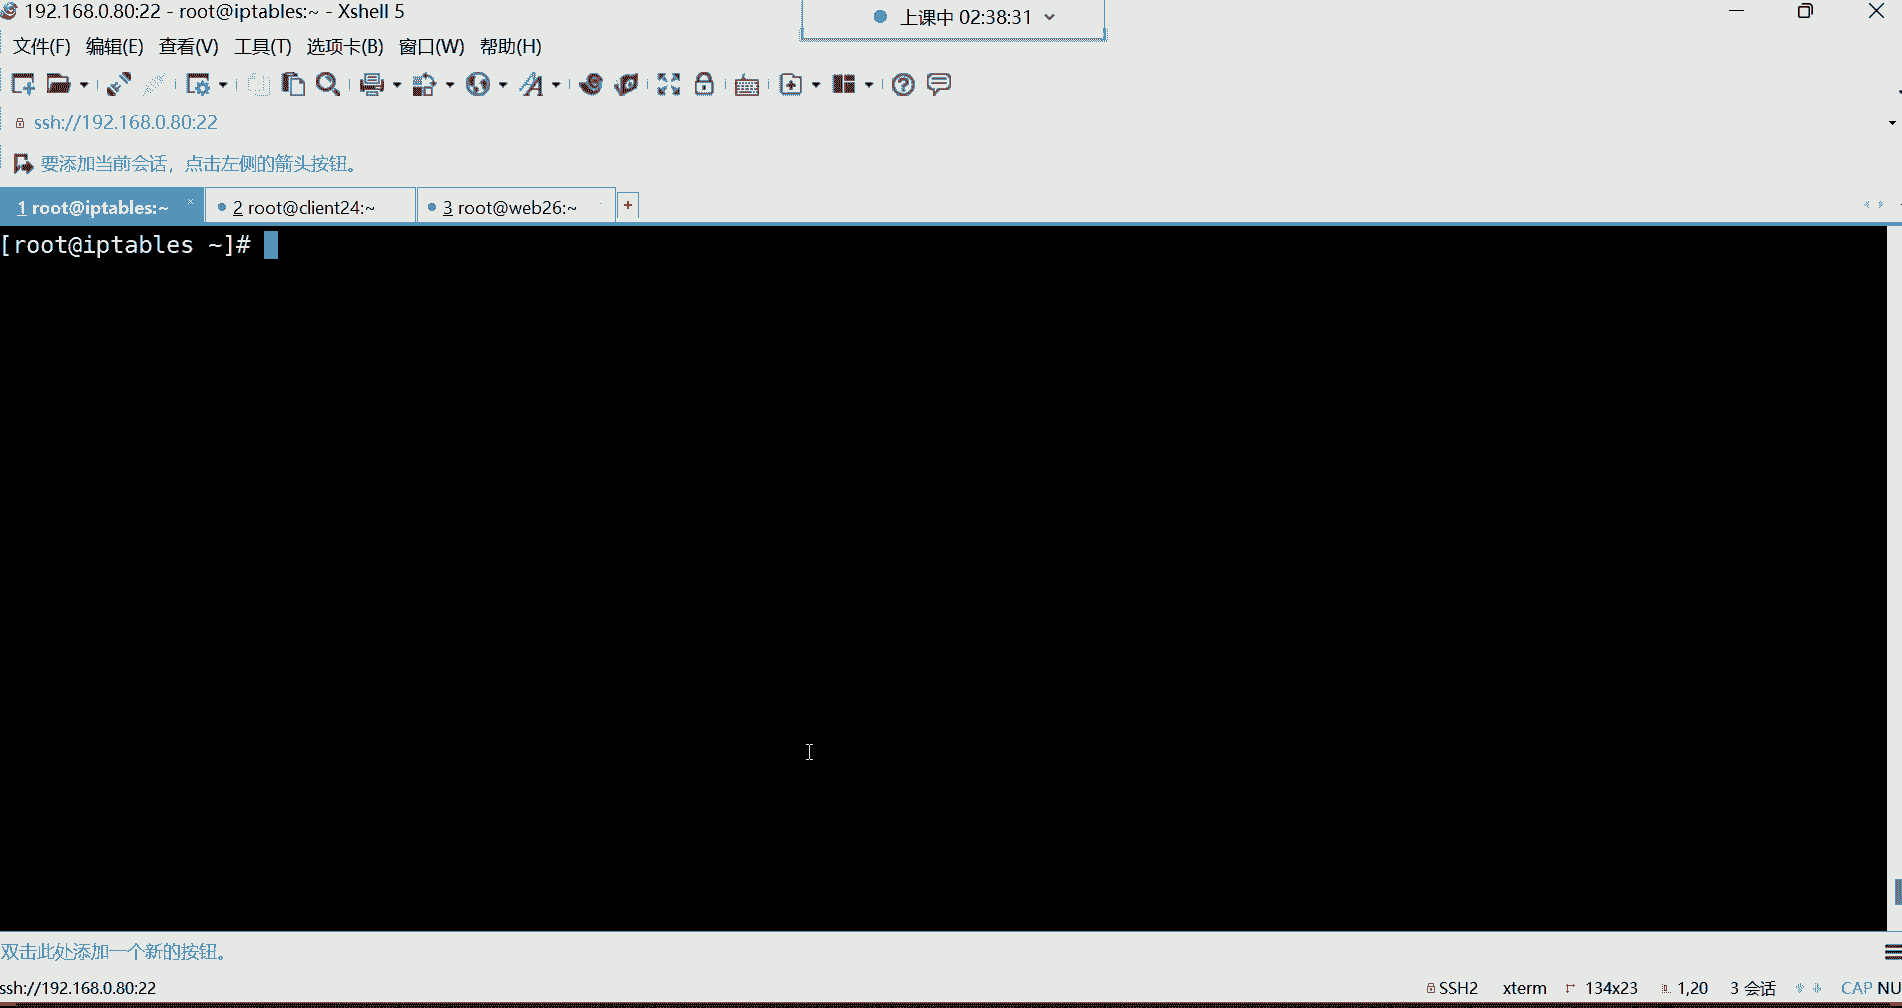 192.168.0.80:22 - root@iptables:~ - Xshell 5
上课中 02:38:31
文件(F) 编辑(E) 查看(V) 工具(T) 选项卡(B) 窗口(W) 帮助(H)
ssh://192.168.0.80:22
要添加当前会话，点击左侧的箭头按钮。
1 root@iptables:~ 2 root@client24:~ 3 root@web26:~
[root@iptables ~]#
双击此处添加一个新的按钮。
ssh://192.168.0.80:22 SSH2 xterm 134x23 1,20 3 会话 CAP NU